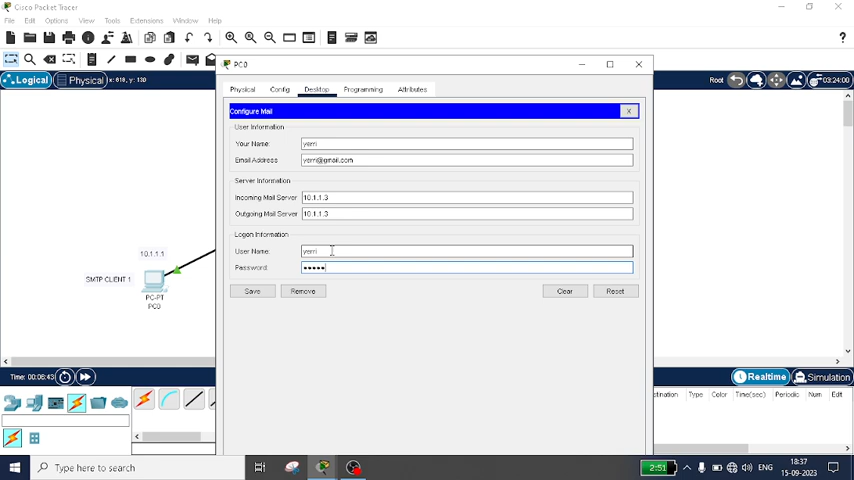 Cisco Packet Tracer
File Edit Options View Tools Extensions Window Help
PC0
Logical Physical x: 618, y: 130
Root 03:24:00
Physical Config Desktop Programming Attributes
Configure Mail X
User Information
Your Name: yerri
Email Address yerri@gmail.com
Server Information
Incoming Mail Server 10.1.1.3
Outgoing Mail Server 10.1.1.3
Logon Information
User Name: yerri
Password: •••••
Save Remove Clear Reset
10.1.1.1
SMTP CLIENT 1
PC-PT
PC0
Time: 00:06:43 Realtime Simulation
stination Type Color Time(sec) Periodic Num Edit
Type here to search
2:51 ENG 18:37
15-09-2023